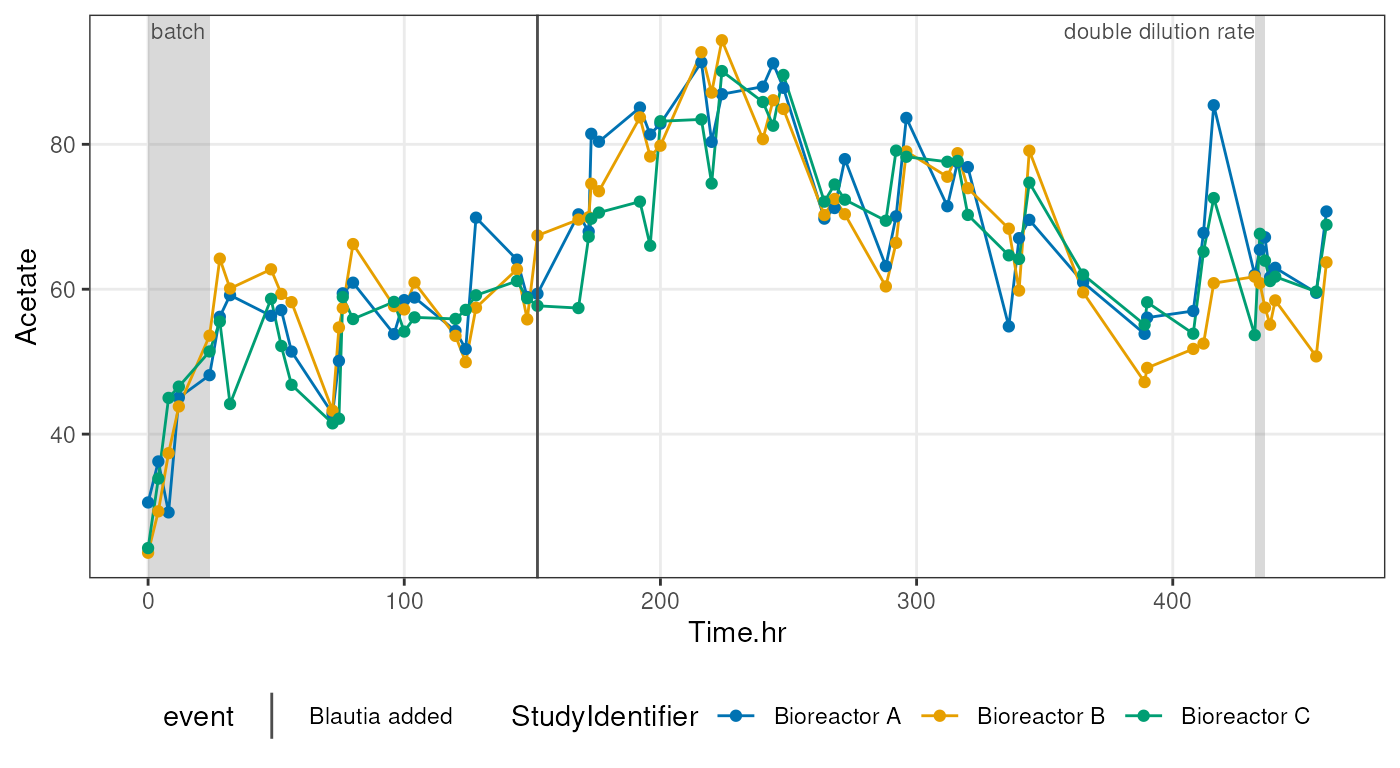 batch
double dilution rate
80
60
40
Acetate
0
100
200
300
400
Time.hr
event
Blautia added
StudyIdentifier
Bioreactor A
Bioreactor B
Bioreactor C